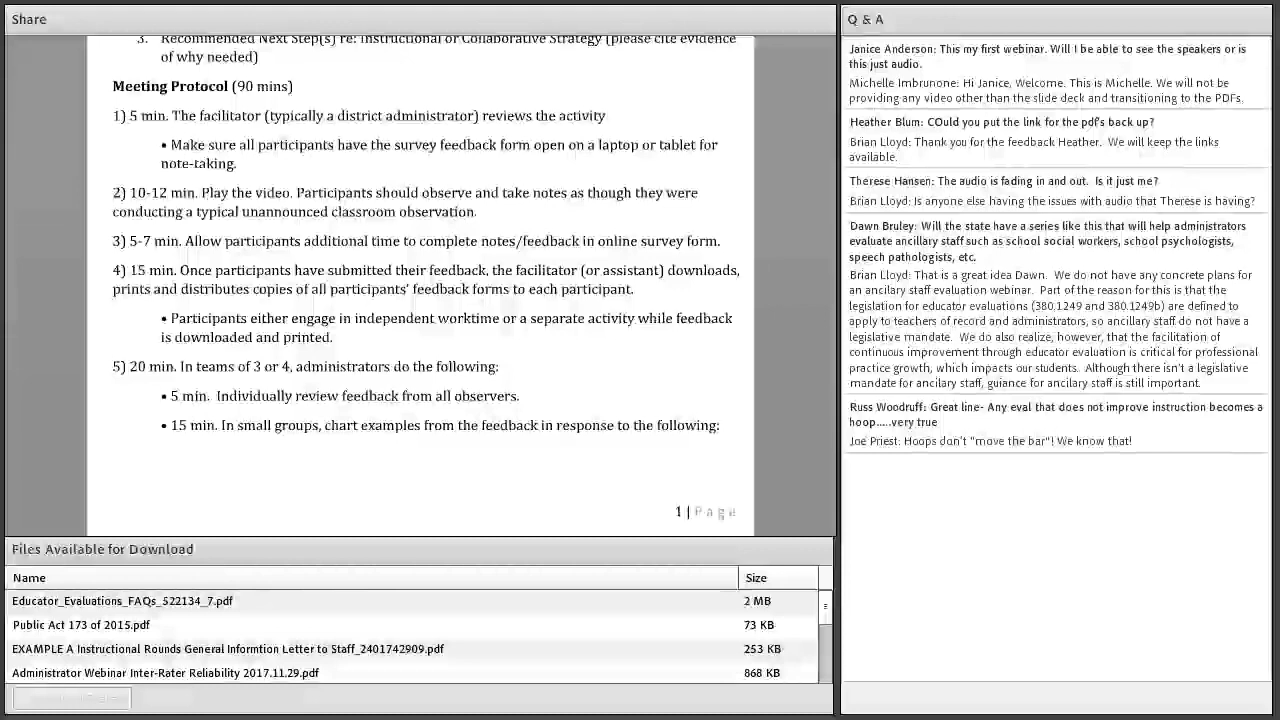 Share
3. Recommended Next Step(s) re: Instructional or Collaborative Strategy (please cite evidence
of why needed)
Meeting Protocol (90 mins)
1) 5 min. The facilitator (typically a district administrator) reviews the activity
• Make sure all participants have the survey feedback form open on a laptop or tablet for
note-taking.
2) 10-12 min. Play the video. Participants should observe and take notes as though they were
conducting a typical unannounced classroom observation.
3) 5-7 min. Allow participants additional time to complete notes/feedback in online survey form.
4) 15 min. Once participants have submitted their feedback, the facilitator (or assistant) downloads,
prints and distributes copies of all participants' feedback forms to each participant.
• Participants either engage in independent worktime or a separate activity while feedback
is downloaded and printed.
5) 20 min. In teams of 3 or 4, administrators do the following:
• 5 min. Individually review feedback from all observers.
• 15 min. In small groups, chart examples from the feedback in response to the following:
1 | Page
Files Available for Download
Name Size
Educator_Evaluations_FAQs_522134_7.pdf 2 MB
Public Act 173 of 2015.pdf 73 KB
EXAMPLE A Instructional Rounds General Informtion Letter to Staff_2401742909.pdf 253 KB
Administrator Webinar Inter-Rater Reliability 2017.11.29.pdf 868 KB
Q & A
Janice Anderson: This my first webinar. Will I be able to see the speakers or is
this just audio.
Michelle Imbrunone: Hi Janice, Welcome. This is Michelle. We will not be
providing any video other than the slide deck and transitioning to the PDFs.
Heather Blum: COuld you put the link for the pdf's back up?
Brian Lloyd: Thank you for the feedback Heather. We will keep the links
available.
Therese Hansen: The audio is fading in and out. Is it just me?
Brian Lloyd: Is anyone else having the issues with audio that Therese is having?
Dawn Bruley: Will the state have a series like this that will help administrators
evaluate ancillary staff such as school social workers, school psychologists,
speech pathologists, etc.
Brian Lloyd: That is a great idea Dawn. We do not have any concrete plans for
an ancilary staff evaluation webinar. Part of the reason for this is that the
legislation for educator evaluations (380.1249 and 380.1249b) are defined to
apply to teachers of record and administrators, so ancillary staff do not have a
legislative mandate. We do also realize, however, that the facilitation of
continuous improvement through educator evaluation is critical for professional
practice growth, which impacts our students. Although there isn't a legislative
mandate for ancilary staff, guiance for ancilary staff is still important.
Russ Woodruff: Great line- Any eval that does not improve instruction becomes a
hoop.....very true
Joe Priest: Hoops don't "move the bar"! We know that!